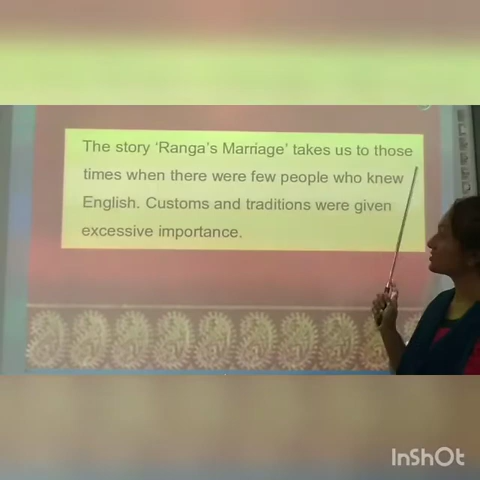 The story 'Ranga's Marriage' takes us to those
times when there were few people who knew
English. Customs and traditions were given
excessive importance.
InShOt